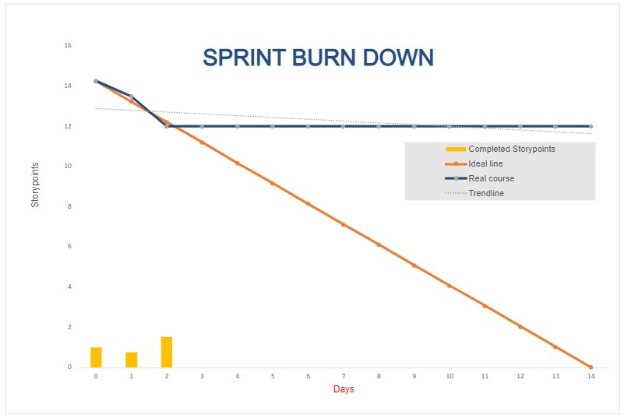 SPRINT BURN DOWN
16
14
12
10
8
6
4
2
0
Storypoints
Completed Storypoints
Ideal line
Real course
Trendline
0 1 2 3 4 5 6 7 8 9 10 11 12 13 14
Days